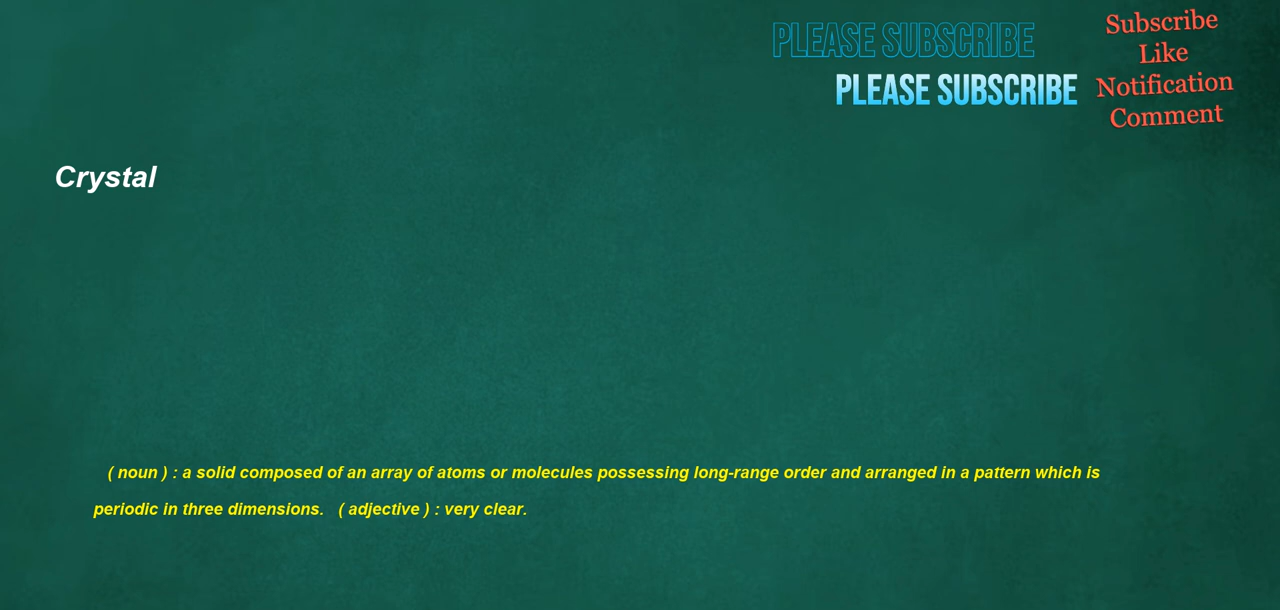 PLEASE SUBSCRIBE
PLEASE SUBSCRIBE
Subscribe
Like
Notification
Comment
Crystal
( noun ) : a solid composed of an array of atoms or molecules possessing long-range order and arranged in a pattern which is
periodic in three dimensions. ( adjective ) : very clear.